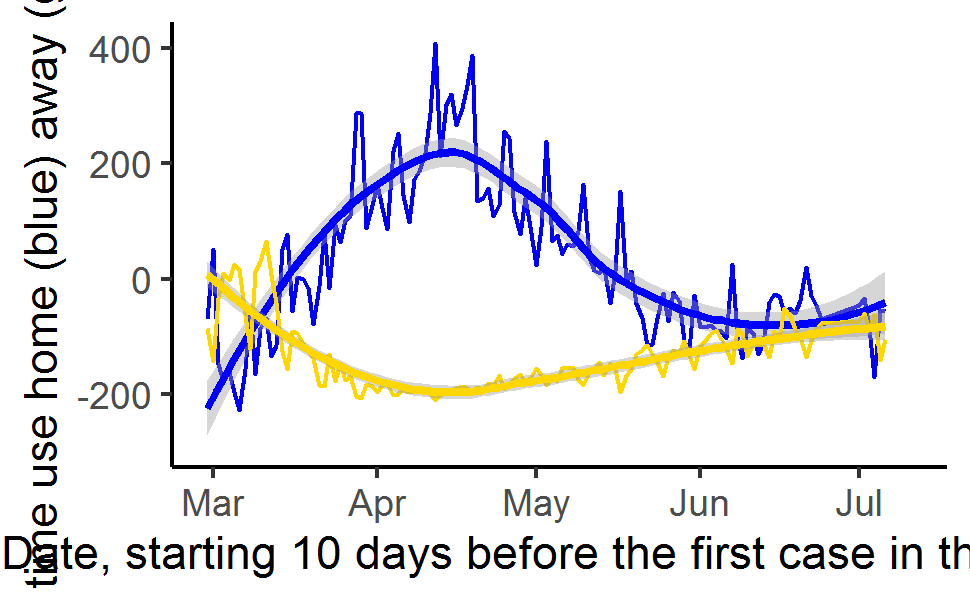 time use home (blue) away (
400
200
0
-200
Mar Apr May Jun Jul
Date, starting 10 days before the first case in th